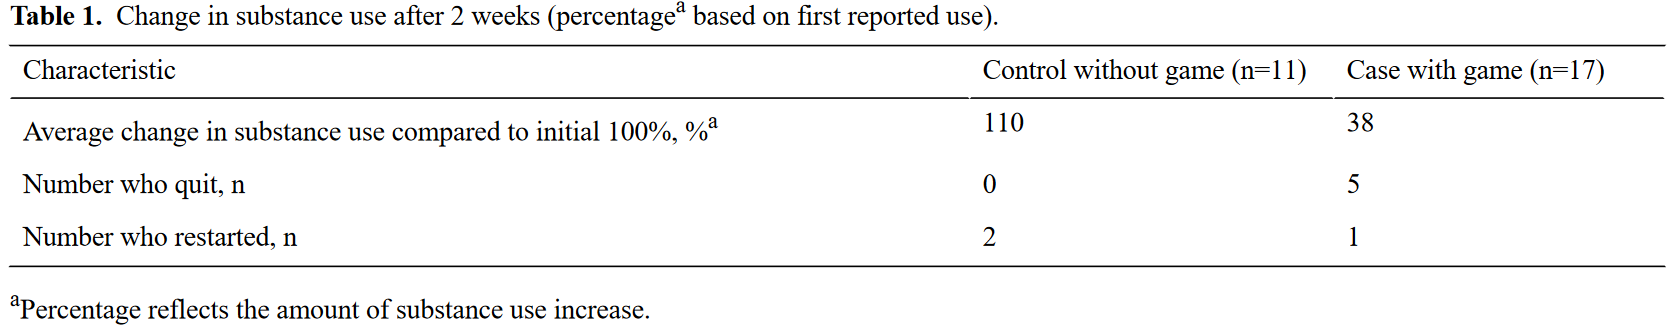 Table 1. Change in substance use after 2 weeks (percentageᵃ based on first reported use).
Characteristic Control without game (n=11) Case with game (n=17)
Average change in substance use compared to initial 100%, %ᵃ 110 38
Number who quit, n 0 5
Number who restarted, n 2 1
ᵃPercentage reflects the amount of substance use increase.